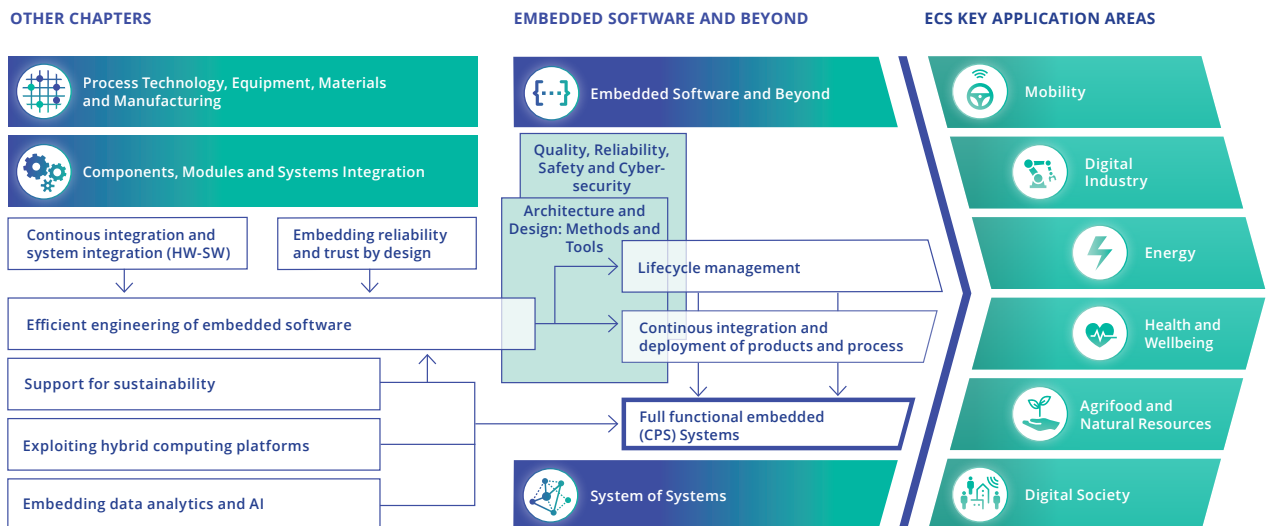 OTHER CHAPTERS
Process Technology, Equipment, Materials
and Manufacturing
Components, Modules and Systems Integration
Continous integration and
system integration (HW-SW)
Embedding reliability
and trust by design
Efficient engineering of embedded software
Support for sustainability
Exploiting hybrid computing platforms
Embedding data analytics and AI
EMBEDDED SOFTWARE AND BEYOND
{···} Embedded Software and Beyond
Quality, Reliability,
Safety and Cyber-
security
Architecture and
Design: Methods and
Tools
Lifecycle management
Continous integration and
deployment of products and process
Full functional embedded
(CPS) Systems
System of Systems
ECS KEY APPLICATION AREAS
Mobility
Digital
Industry
Energy
Health and
Wellbeing
Agrifood and
Natural Resources
Digital Society